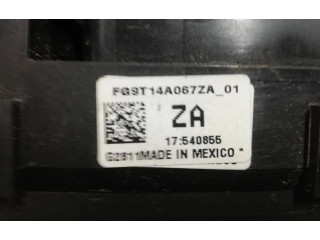 FG9T14A067ZA_01
ZA
17:540855
G2811MADE IN MEXICO *